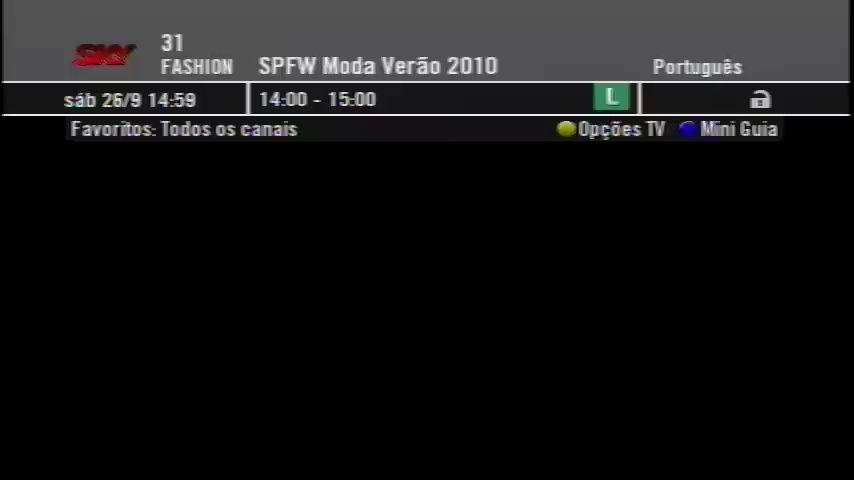 SKY
31
FASHION SPFW Moda Verão 2010 Português
sáb 26/9 14:59 14:00 - 15:00 L
Favoritos: Todos os canais Opções TV Mini Guia